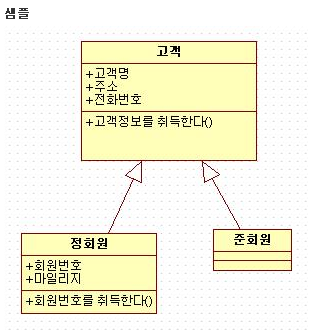 샘플
고객
+고객명
+주소
+전화번호
+고객정보를 취득한다()
정회원
+회원번호
+마일리지
+회원번호를 취득한다()
준회원